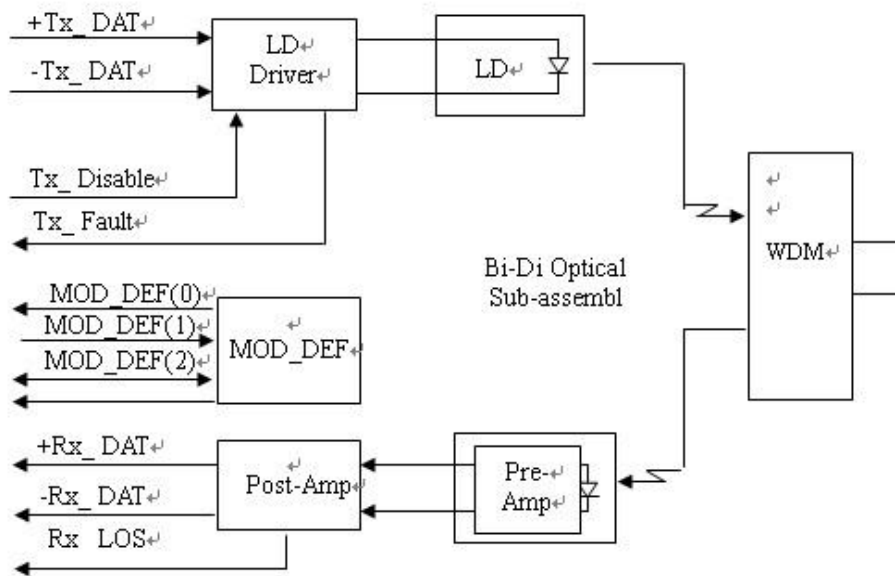 +Tx_ DAT
-Tx_ DAT
LD
Driver
LD
Tx_ Disable
Tx_ Fault
WDM
Bi-Di Optical
Sub-assembl
MOD_DEF(0)
MOD_DEF(1)
MOD_DEF(2)
MOD_DEF
+Rx_ DAT
-Rx_ DAT
Rx LOS
Post-Amp
Pre-
Amp